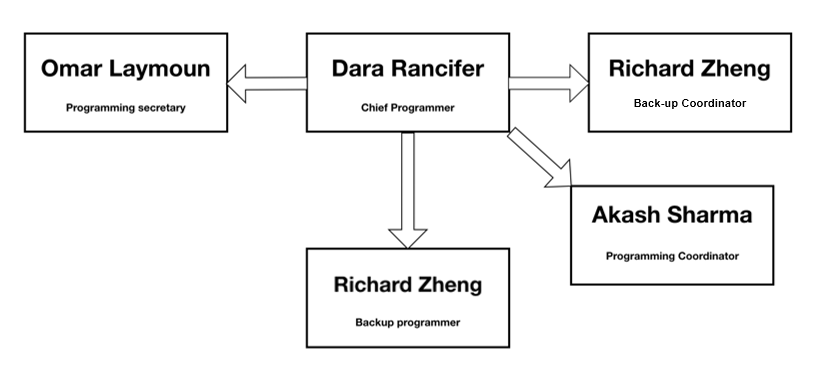 Omar Laymoun
Programming secretary
Dara Rancifer
Chief Programmer
Richard Zheng
Back-up Coordinator
Akash Sharma
Programming Coordinator
Richard Zheng
Backup programmer